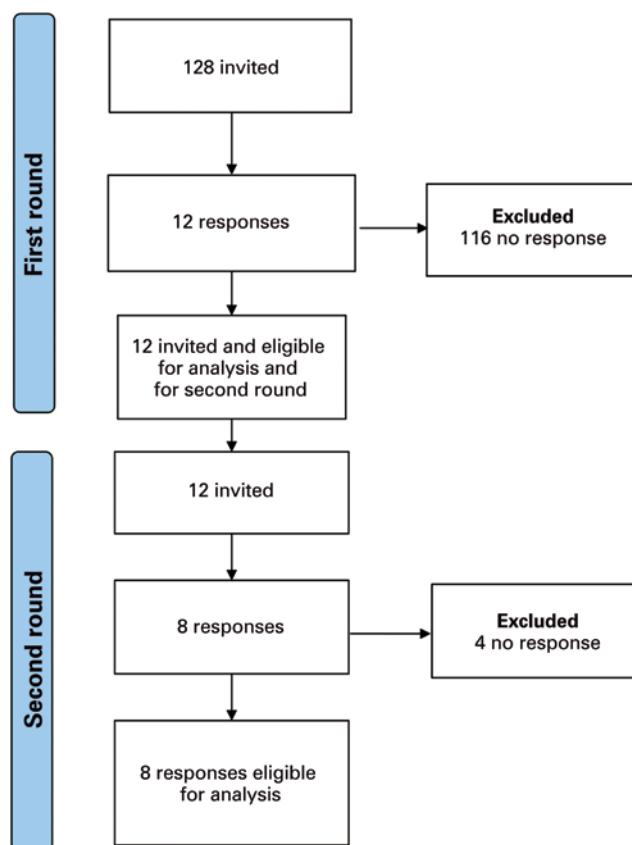 First round
128 invited
12 responses
Excluded
116 no response
12 invited and eligible
for analysis and
for second round
Second round
12 invited
8 responses
Excluded
4 no response
8 responses eligible
for analysis